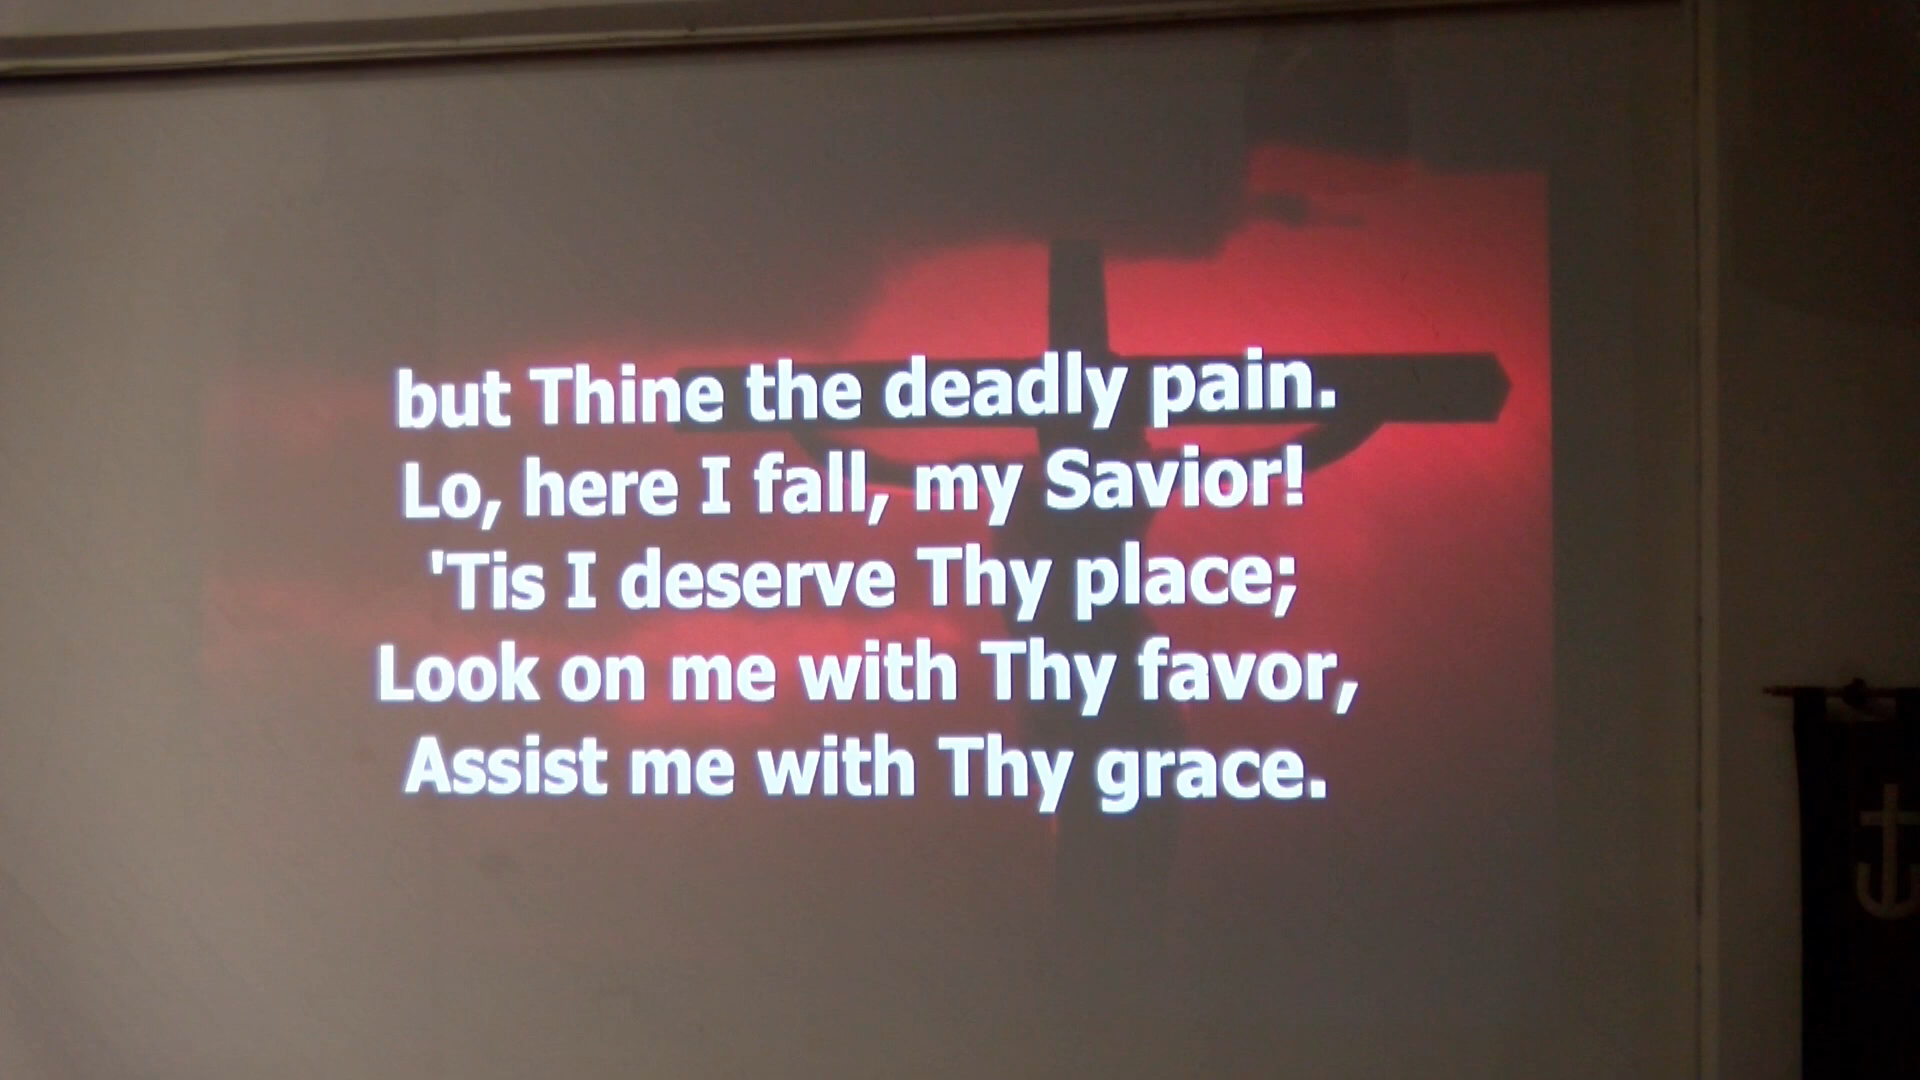 but Thine the deadly pain.
Lo, here I fall, my Savior!
'Tis I deserve Thy place;
Look on me with Thy favor,
Assist me with Thy grace.